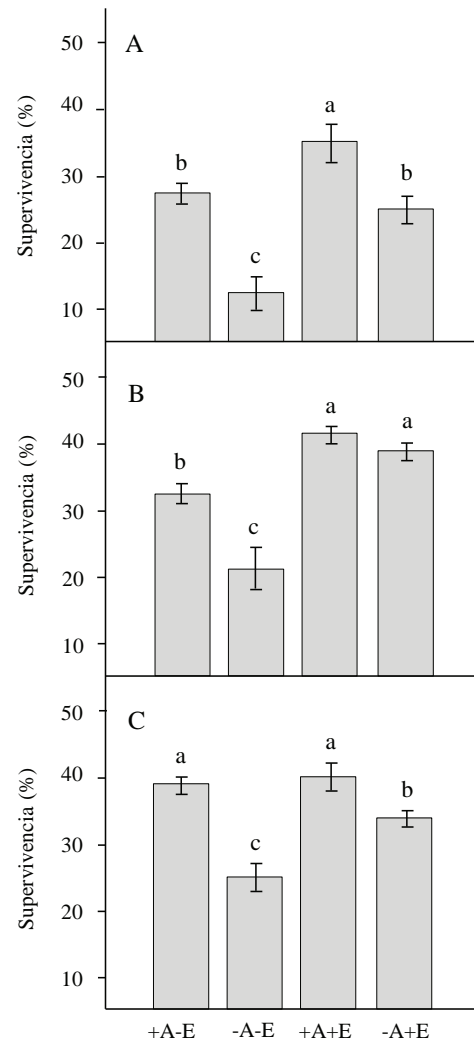 50
A
40
a
b
b
30
20
c
10
Supervivencia (%)
50
B
a
a
40
b
30
c
20
10
Supervivencia (%)
50
C
a
a
40
b
30
c
20
10
Supervivencia (%)
+A-E -A-E +A+E -A+E